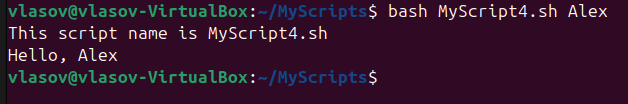 vlasov@vlasov-VirtualBox:~/MyScripts$ bash MyScript4.sh Alex
This script name is MyScript4.sh
Hello, Alex
vlasov@vlasov-VirtualBox:~/MyScripts$